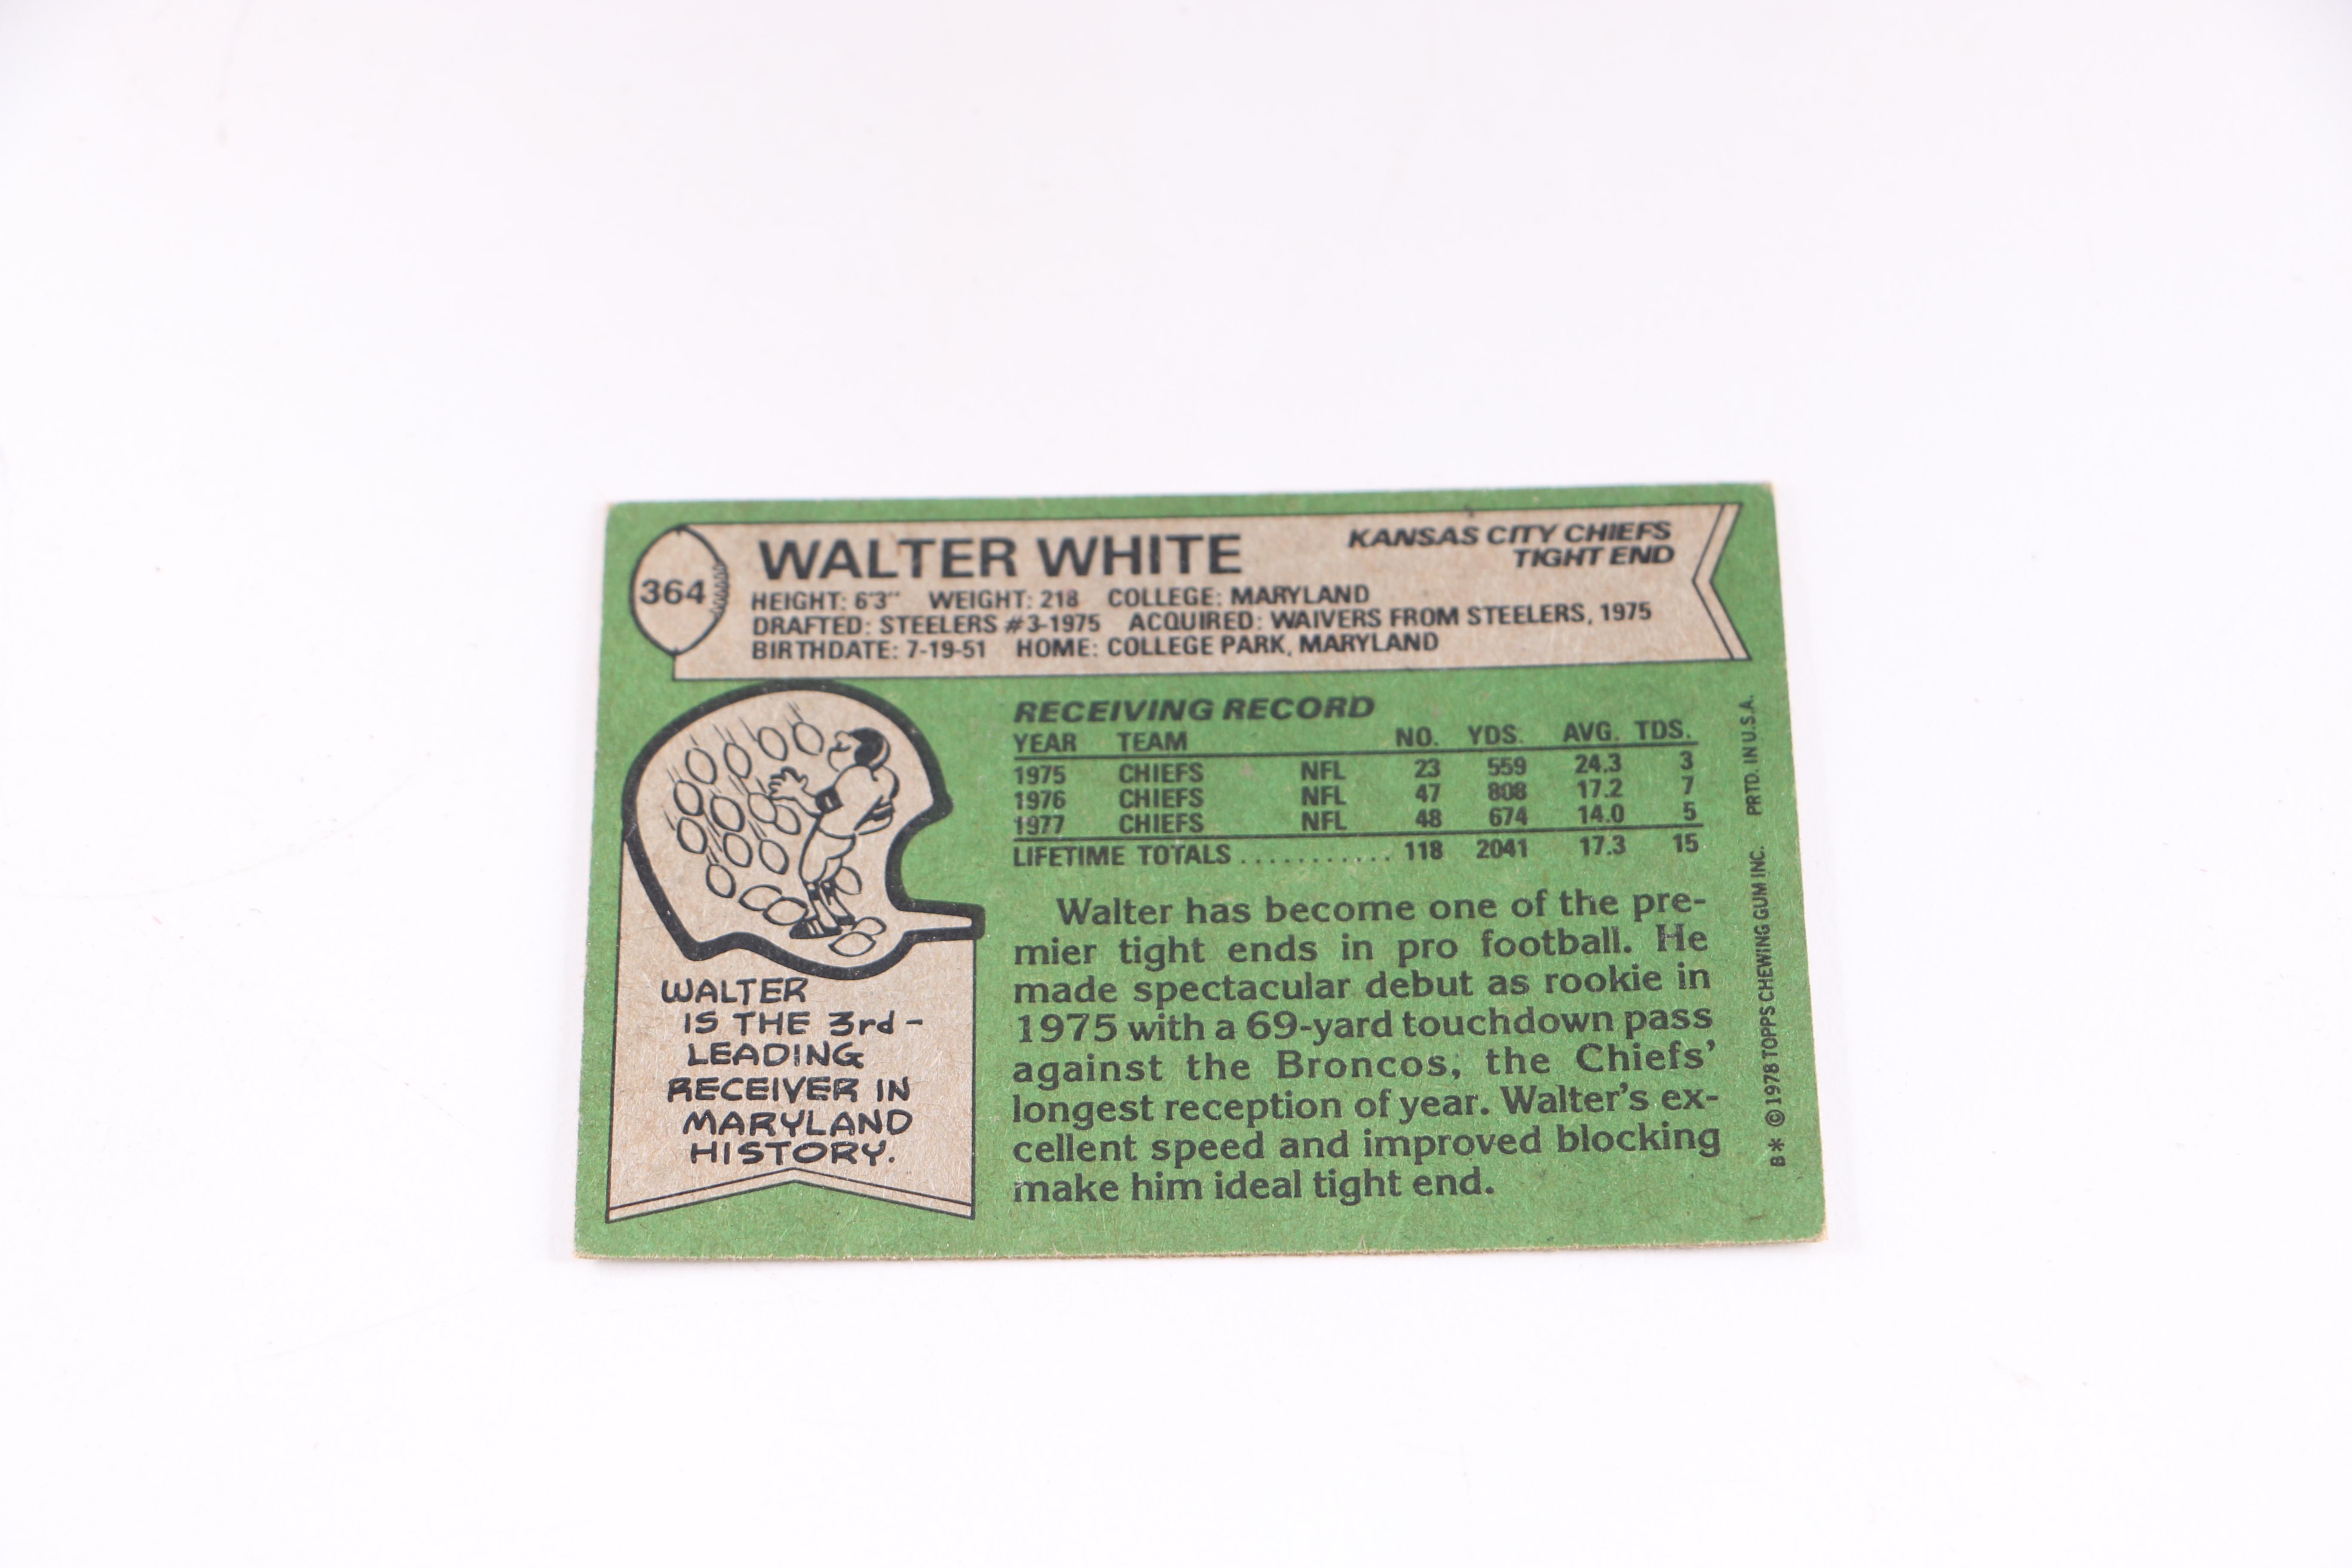 364
WALTER WHITE
KANSAS CITY CHIEFS
TIGHT END
HEIGHT: 6'3" WEIGHT: 218 COLLEGE: MARYLAND
DRAFTED: STEELERS #3-1975 ACQUIRED: WAIVERS FROM STEELERS, 1975
BIRTHDATE: 7-19-51 HOME: COLLEGE PARK, MARYLAND
WALTER
IS THE 3rd-
LEADING
RECEIVER IN
MARYLAND
HISTORY.
RECEIVING RECORD
YEAR TEAM NO. YDS. AVG. TDS.
1975 CHIEFS NFL 23 559 24.3 3
1976 CHIEFS NFL 47 808 17.2 7
1977 CHIEFS NFL 48 674 14.0 5
LIFETIME TOTALS ........... 118 2041 17.3 15
Walter has become one of the pre-
mier tight ends in pro football. He
made spectacular debut as rookie in
1975 with a 69-yard touchdown pass
against the Broncos, the Chiefs'
longest reception of year. Walter's ex-
cellent speed and improved blocking
make him ideal tight end.
B* © 1978 TOPPS CHEWING GUM INC. PRTD. IN U.S.A.